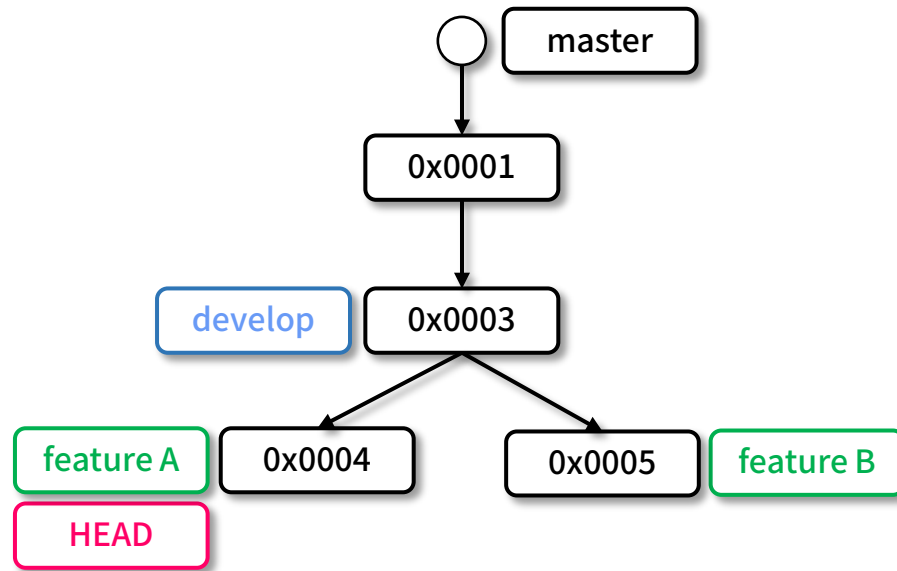 master
0x0001
develop
0x0003
feature A
0x0004
0x0005
feature B
HEAD